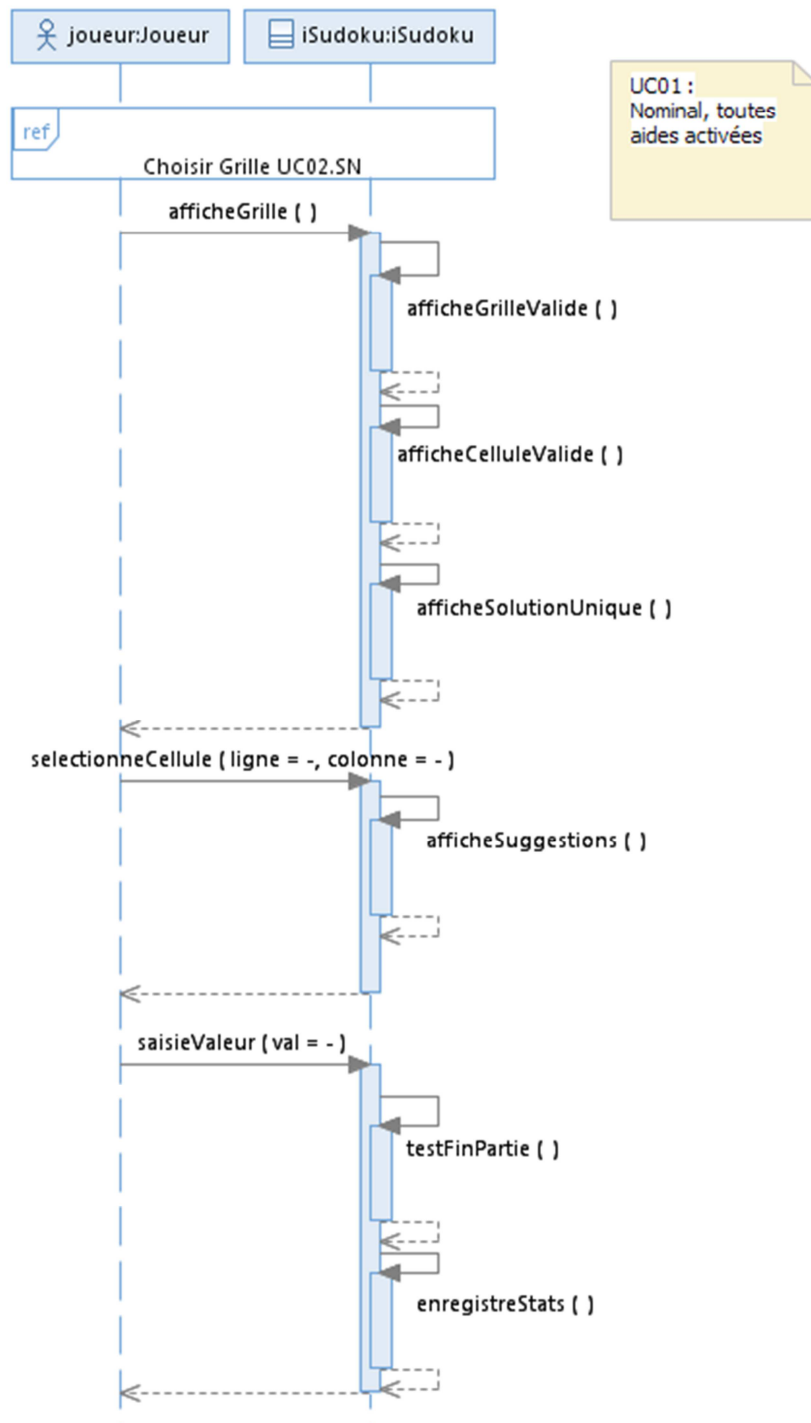 joueur:Joueur
iSudoku:iSudoku
UC01 :
Nominal, toutes
aides activées
ref
Choisir Grille UC02.SN
afficheGrille ( )
afficheGrilleValide ( )
afficheCelluleValide ( )
afficheSolutionUnique ( )
selectionneCellule ( ligne = -, colonne = - )
afficheSuggestions ( )
saisieValeur ( val = - )
testFinPartie ( )
enregistreStats ( )